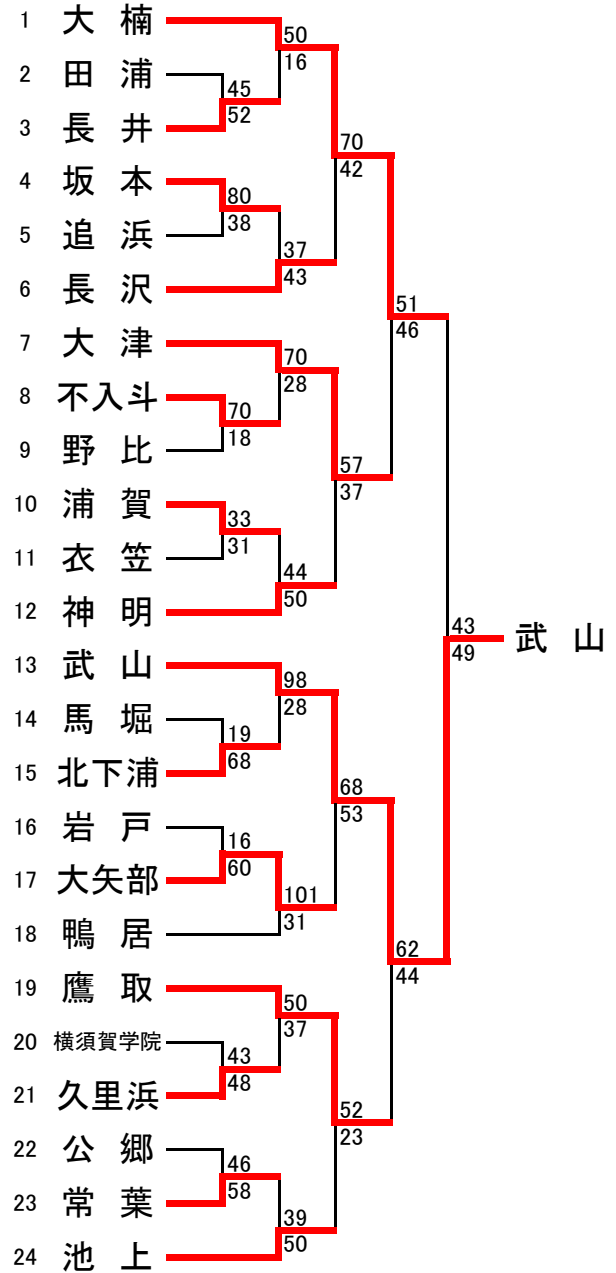 1 大楠
50
16
2 田浦
45
52
3 長井
70
42
4 坂本
80
38
5 追浜
37
43
6 長沢
51
46
7 大津
70
28
8 不入斗
70
18
9 野比
57
37
10 浦賀
33
31
11 衣笠
44
50
12 神明
43
49
武山
13 武山
98
28
14 馬堀
19
68
15 北下浦
68
53
16 岩戸
16
60
17 大矢部
101
31
18 鴨居
62
44
19 鷹取
50
37
20 横須賀学院
43
48
21 久里浜
52
23
22 公郷
46
58
23 常葉
39
50
24 池上